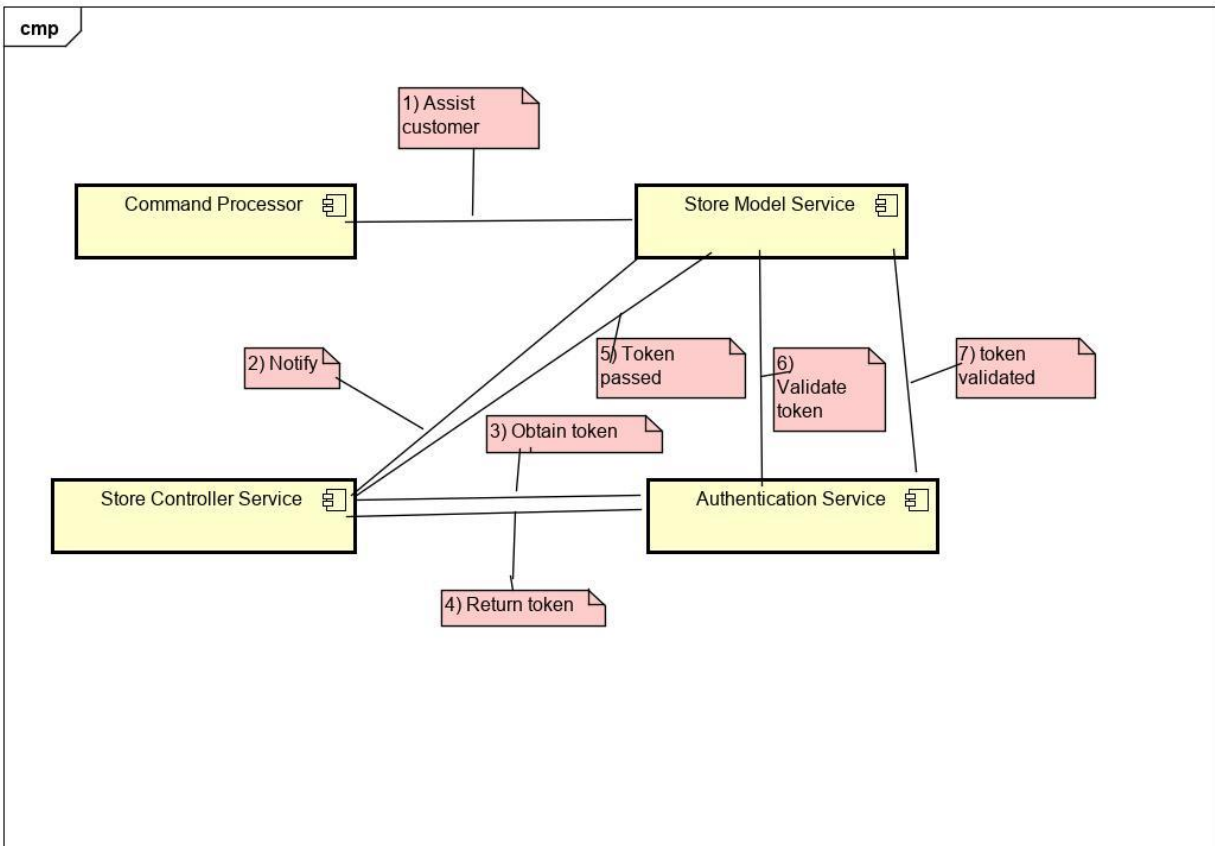 cmp
1) Assist
customer
Command Processor
Store Model Service
2) Notify
5) Token
passed
6)
Validate
token
7) token
validated
3) Obtain token
Store Controller Service
Authentication Service
4) Return token